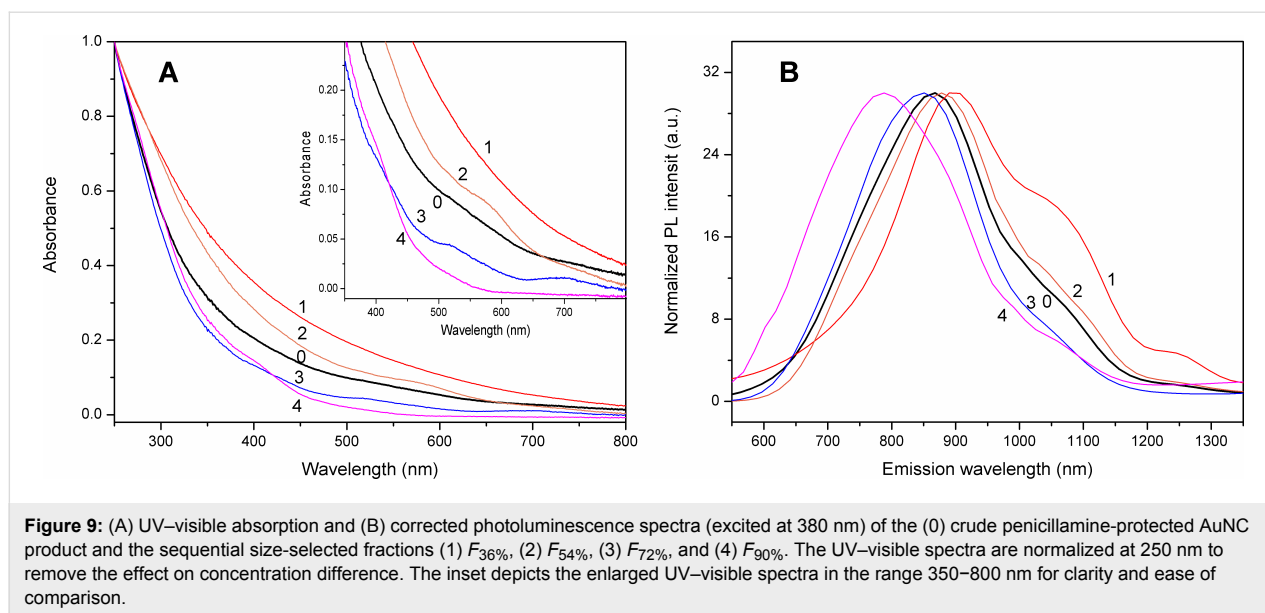 A
B
1.0
0.8
0.6
0.4
0.2
0.0
Absorbance
300 400 500 600 700 800
Wavelength (nm)
1
2
0
3
4
0.20
0.15
0.10
0.05
0.00
Absorbance
400 500 600 700
Wavelength (nm)
1
2
0
3
4
32
24
16
8
0
Normalized PL intensit (a.u.)
600 700 800 900 1000 1100 1200 1300
Emission wavelength (nm)
1
2
3 0
4
Figure 9: (A) UV–visible absorption and (B) corrected photoluminescence spectra (excited at 380 nm) of the (0) crude penicillamine-protected AuNC
product and the sequential size-selected fractions (1) F36%, (2) F54%, (3) F72%, and (4) F90%. The UV–visible spectra are normalized at 250 nm to
remove the effect on concentration difference. The inset depicts the enlarged UV–visible spectra in the range 350−800 nm for clarity and ease of
comparison.